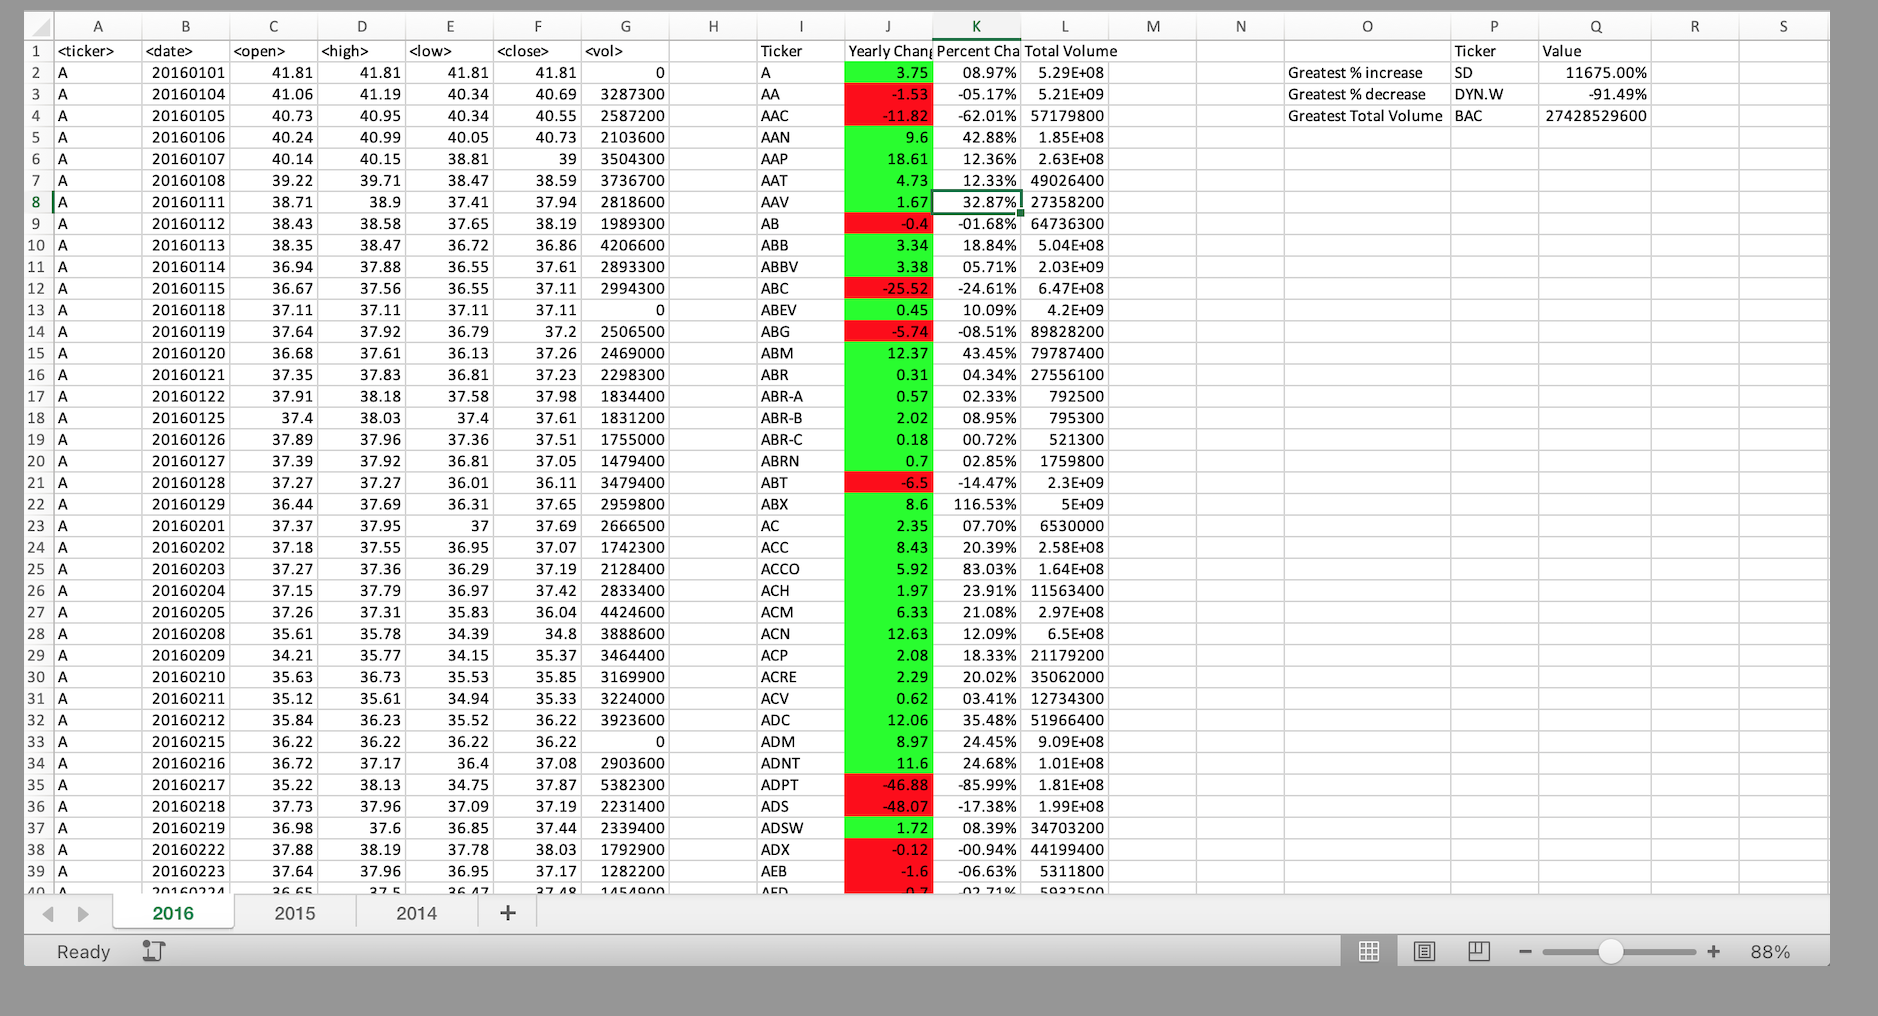 A B C D E F G H I J K L M N O P Q R S
1 <ticker> <date> <open> <high> <low> <close> <vol> Ticker Yearly Chang Percent Cha Total Volume Ticker Value
2 A 20160101 41.81 41.81 41.81 41.81 0 A 3.75 08.97% 5.29E+08 Greatest % increase SD 11675.00%
3 A 20160104 41.06 41.19 40.34 40.69 3287300 AA -1.53 -05.17% 5.21E+09 Greatest % decrease DYN.W -91.49%
4 A 20160105 40.73 40.95 40.34 40.55 2587200 AAC -11.82 -62.01% 57179800 Greatest Total Volume BAC 27428529600
5 A 20160106 40.24 40.99 40.05 40.73 2103600 AAN 9.6 42.88% 1.85E+08
6 A 20160107 40.14 40.15 38.81 39 3504300 AAP 18.61 12.36% 2.63E+08
7 A 20160108 39.22 39.71 38.47 38.59 3736700 AAT 4.73 12.33% 49026400
8 A 20160111 38.71 38.9 37.41 37.94 2818600 AAV 1.67 32.87% 27358200
9 A 20160112 38.43 38.58 37.65 38.19 1989300 AB -0.4 -01.68% 64736300
10 A 20160113 38.35 38.47 36.72 36.86 4206600 ABB 3.34 18.84% 5.04E+08
11 A 20160114 36.94 37.88 36.55 37.61 2893300 ABBV 3.38 05.71% 2.03E+09
12 A 20160115 36.67 37.56 36.55 37.11 2994300 ABC -25.52 -24.61% 6.47E+08
13 A 20160118 37.11 37.11 37.11 37.11 0 ABEV 0.45 10.09% 4.2E+09
14 A 20160119 37.64 37.92 36.79 37.2 2506500 ABG -5.74 -08.51% 89828200
15 A 20160120 36.68 37.61 36.13 37.26 2469000 ABM 12.37 43.45% 79787400
16 A 20160121 37.35 37.83 36.81 37.23 2298300 ABR 0.31 04.34% 27556100
17 A 20160122 37.91 38.18 37.58 37.98 1834400 ABR-A 0.57 02.33% 792500
18 A 20160125 37.4 38.03 37.4 37.61 1831200 ABR-B 2.02 08.95% 795300
19 A 20160126 37.89 37.96 37.36 37.51 1755000 ABR-C 0.18 00.72% 521300
20 A 20160127 37.39 37.92 36.81 37.05 1479400 ABRN 0.7 02.85% 1759800
21 A 20160128 37.27 37.27 36.01 36.11 3479400 ABT -6.5 -14.47% 2.3E+09
22 A 20160129 36.44 37.69 36.31 37.65 2959800 ABX 8.6 116.53% 5E+09
23 A 20160201 37.37 37.95 37 37.69 2666500 AC 2.35 07.70% 6530000
24 A 20160202 37.18 37.55 36.95 37.07 1742300 ACC 8.43 20.39% 2.58E+08
25 A 20160203 37.27 37.36 36.29 37.19 2128400 ACCO 5.92 83.03% 1.64E+08
26 A 20160204 37.15 37.79 36.97 37.42 2833400 ACH 1.97 23.91% 11563400
27 A 20160205 37.26 37.31 35.83 36.04 4424600 ACM 6.33 21.08% 2.97E+08
28 A 20160208 35.61 35.78 34.39 34.8 3888600 ACN 12.63 12.09% 6.5E+08
29 A 20160209 34.21 35.77 34.15 35.37 3464400 ACP 2.08 18.33% 21179200
30 A 20160210 35.63 36.73 35.53 35.85 3169900 ACRE 2.29 20.02% 35062000
31 A 20160211 35.12 35.61 34.94 35.33 3224000 ACV 0.62 03.41% 12734300
32 A 20160212 35.84 36.23 35.52 36.22 3923600 ADC 12.06 35.48% 51966400
33 A 20160215 36.22 36.22 36.22 36.22 0 ADM 8.97 24.45% 9.09E+08
34 A 20160216 36.72 37.17 36.4 37.08 2903600 ADNT 11.6 24.68% 1.01E+08
35 A 20160217 35.22 38.13 34.75 37.87 5382300 ADPT -46.88 -85.99% 1.81E+08
36 A 20160218 37.73 37.96 37.09 37.19 2231400 ADS -48.07 -17.38% 1.99E+08
37 A 20160219 36.98 37.6 36.85 37.44 2339400 ADSW 1.72 08.39% 34703200
38 A 20160222 37.88 38.19 37.78 38.03 1792900 ADX -0.12 -00.94% 44199400
39 A 20160223 37.64 37.96 36.95 37.17 1282200 AEB -1.6 -06.63% 5311800
40 A 20160224 36.65 37.5 36.47 37.48 1454900 AED -0.7 -02.71% 5932500
2016 2015 2014 +
Ready 88%